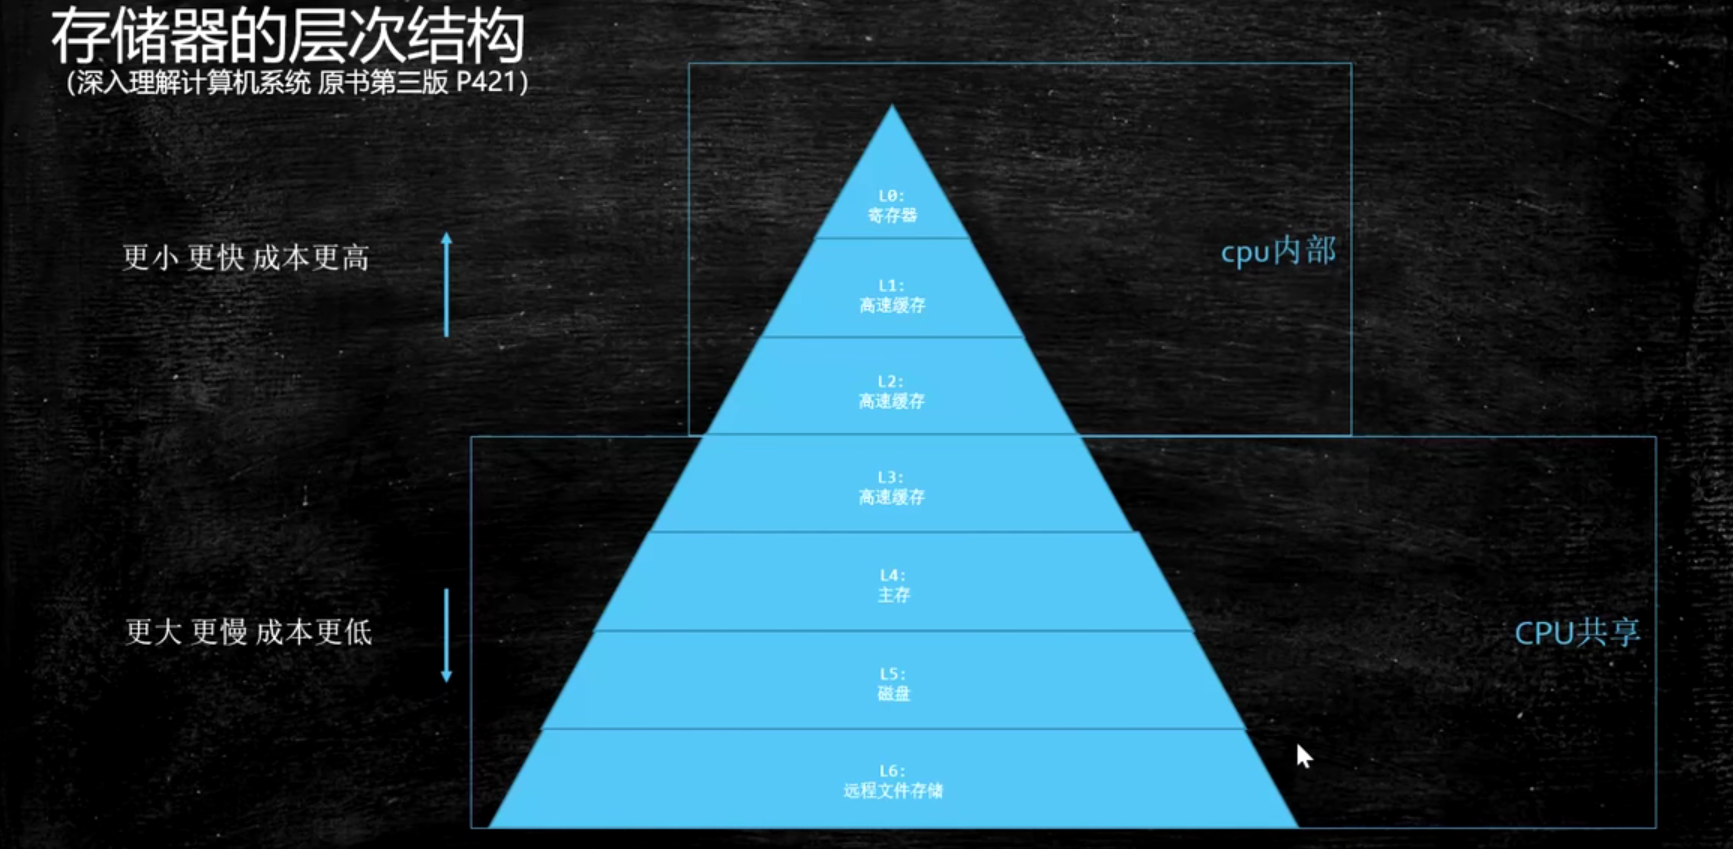 存储器的层次结构
（深入理解计算机系统 原书第三版 P421）
L0:
寄存器
更小 更快 成本更高
cpu内部
L1:
高速缓存
L2:
高速缓存
L3:
高速缓存
L4:
主存
更大 更慢 成本更低
CPU共享
L5:
磁盘
L6:
远程文件存储